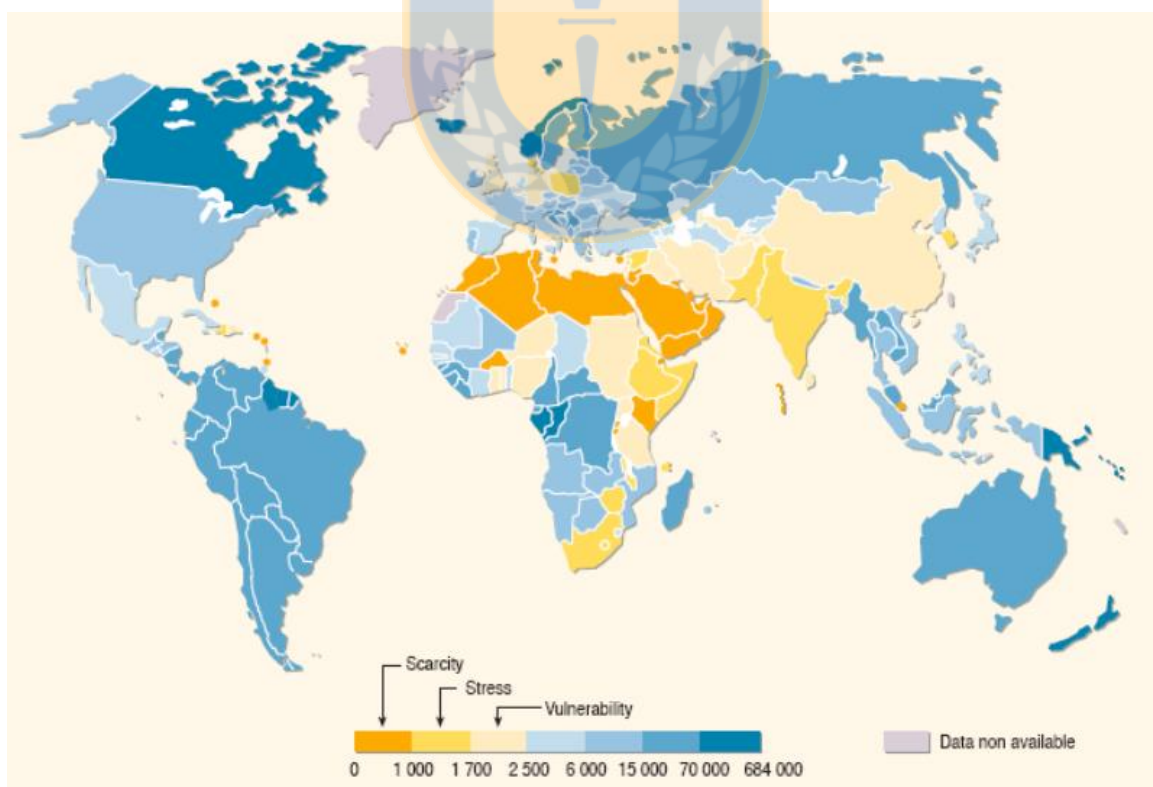 Scarcity
Stress
Vulnerability
Data non available
0 1 000 1 700 2 500 6 000 15 000 70 000 684 000